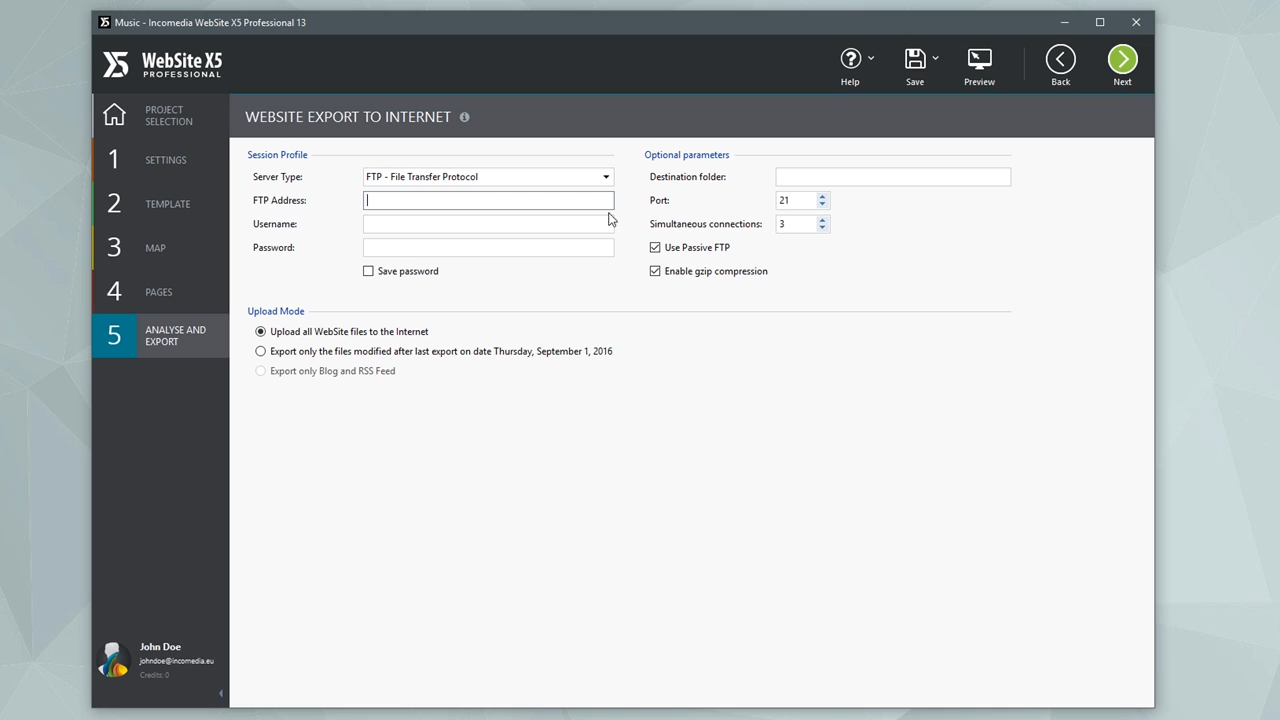 Music - Incomedia WebSite X5 Professional 13
X5 WebSite X5
PROFESSIONAL
Help
Save
Preview
Back
Next
PROJECT
SELECTION
1 SETTINGS
2 TEMPLATE
3 MAP
4 PAGES
5 ANALYSE AND
EXPORT
John Doe
johndoe@incomedia.eu
Credits: 0
WEBSITE EXPORT TO INTERNET
Session Profile
Server Type: FTP - File Transfer Protocol
FTP Address:
Username:
Password:
Save password
Optional parameters
Destination folder:
Port: 21
Simultaneous connections: 3
Use Passive FTP
Enable gzip compression
Upload Mode
Upload all WebSite files to the Internet
Export only the files modified after last export on date Thursday, September 1, 2016
Export only Blog and RSS Feed